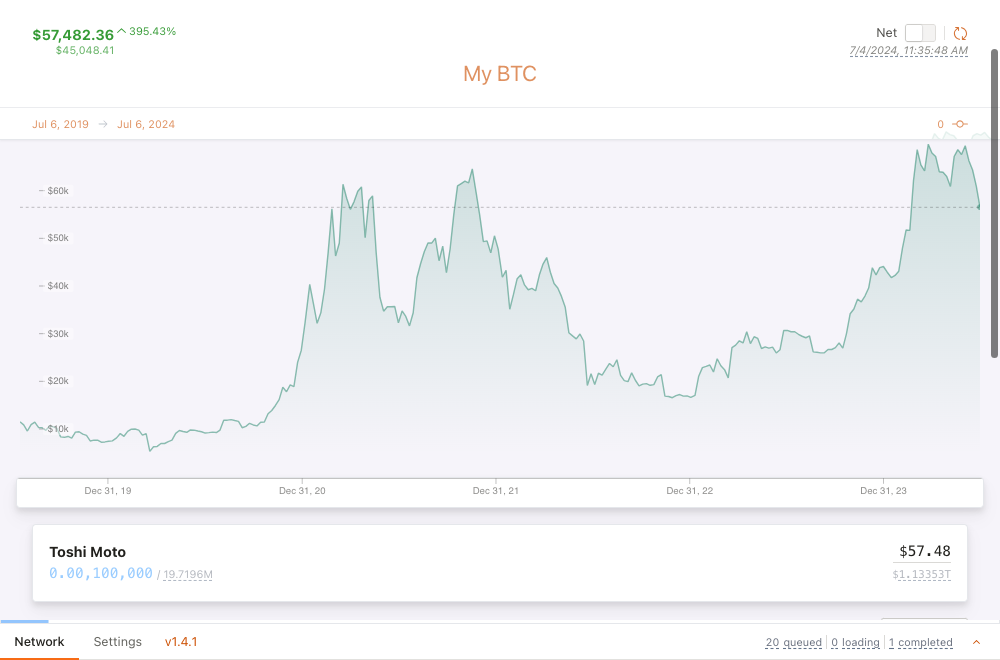 $57,482.36 395.43%
$45,048.41
Net
7/4/2024, 11:35:48 AM
My BTC
Jul 6, 2019 → Jul 6, 2024
0
$60k
$50k
$40k
$30k
$20k
$10k
Dec 31, 19 Dec 31, 20 Dec 31, 21 Dec 31, 22 Dec 31, 23
Toshi Moto $57.48
0.00,100,000 / 19.7196M $1.13353T
Network Settings v1.4.1 20 queued 0 loading 1 completed